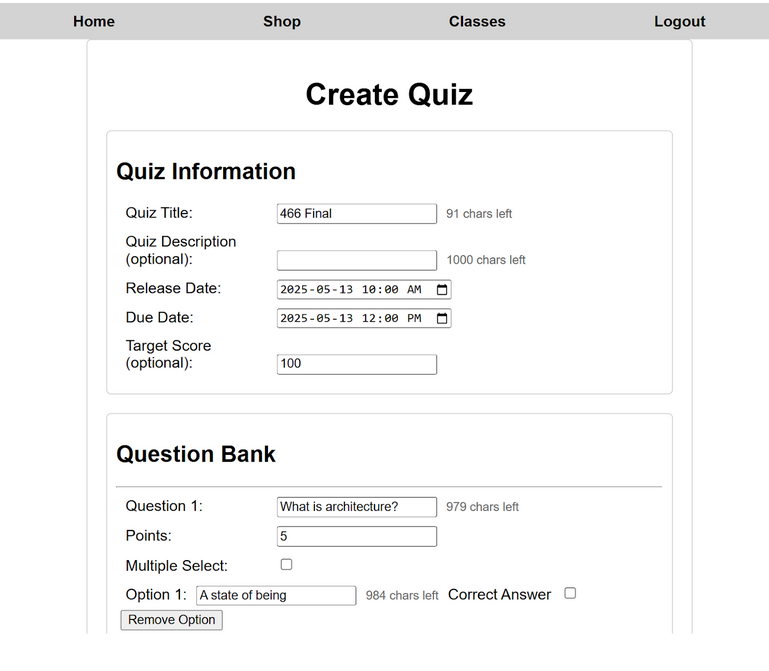 Home Shop Classes Logout
Create Quiz
Quiz Information
Quiz Title: 466 Final 91 chars left
Quiz Description
(optional): 1000 chars left
Release Date: 2025-05-13 10:00 AM
Due Date: 2025-05-13 12:00 PM
Target Score
(optional): 100
Question Bank
Question 1: What is architecture? 979 chars left
Points: 5
Multiple Select:
Option 1: A state of being 984 chars left Correct Answer
Remove Option